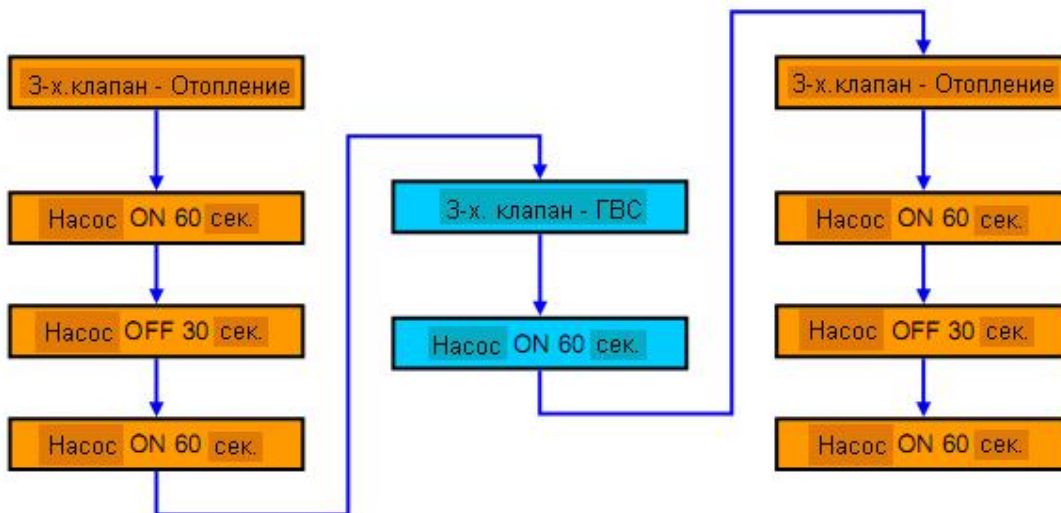 3-х.клапан - Отопление
Насос ON 60 сек.
Насос OFF 30 сек.
Насос ON 60 сек.
3-х. клапан - ГВС
Насос ON 60 сек.
3-х.клапан - Отопление
Насос ON 60 сек.
Насос OFF 30 сек.
Насос ON 60 сек.